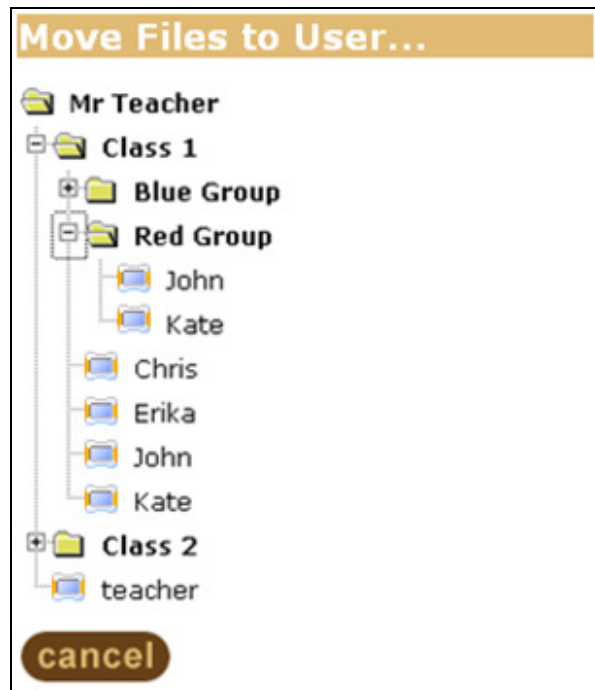 Move Files to User...
Mr Teacher
Class 1
Blue Group
Red Group
John
Kate
Chris
Erika
John
Kate
Class 2
teacher
cancel